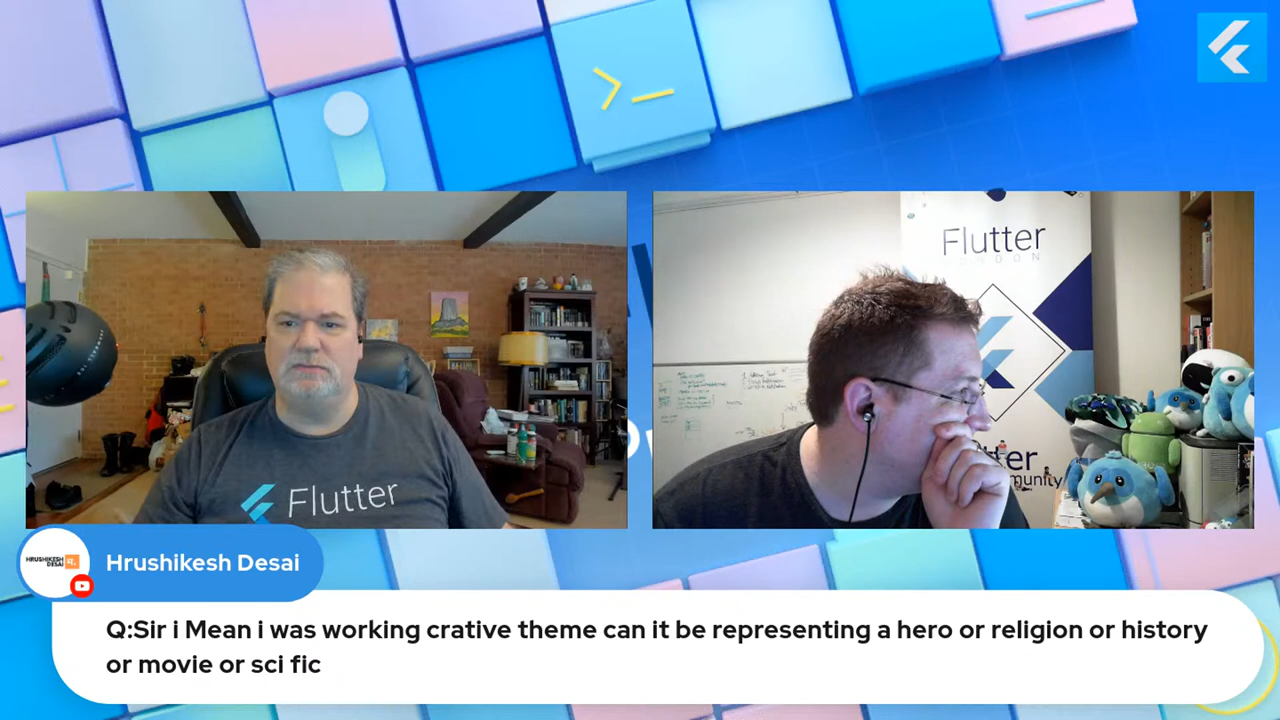 >_
Flutter
LONDON
Flutter
munity
Flutter
HRUSHIKESH
DESAI
Hrushikesh Desai
Q:Sir i Mean i was working crative theme can it be representing a hero or religion or history
or movie or sci fic